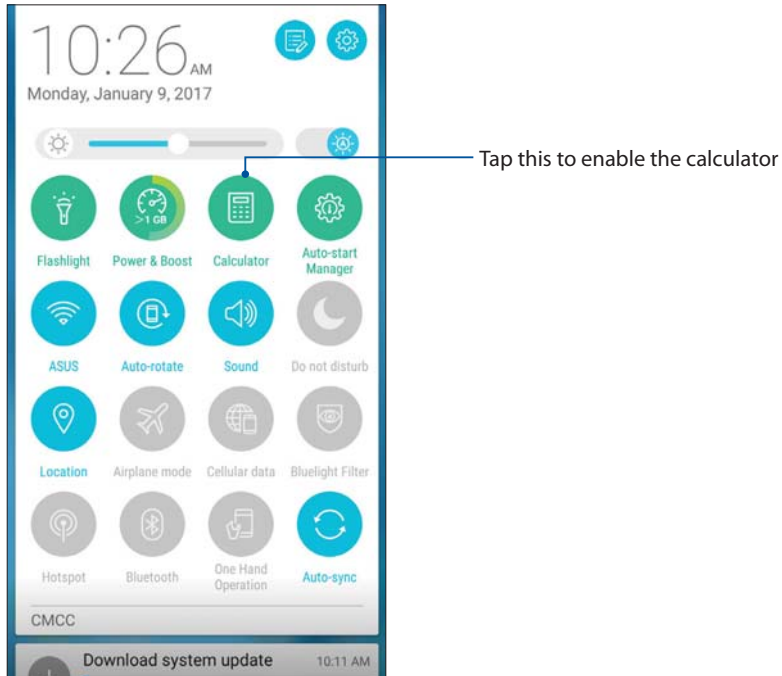 10:26 AM
Monday, January 9, 2017
A
Tap this to enable the calculator
>1 GB
Flashlight Power & Boost Calculator Auto-start
Manager
ASUS Auto-rotate Sound Do not disturb
Location Airplane mode Cellular data Bluelight Filter
Hotspot Bluetooth One Hand
Operation Auto-sync
CMCC
Download system update 10:11 AM